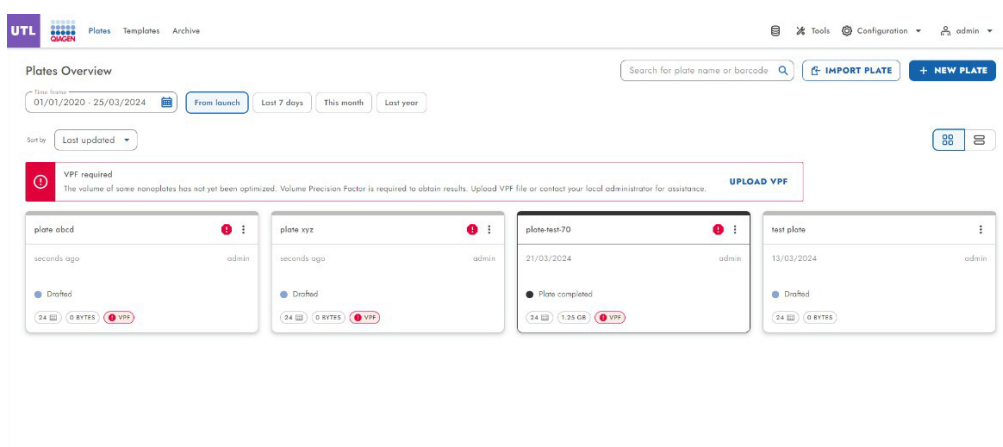 UTL QIAGEN Plates Templates Archive Tools Configuration admin
Plates Overview Search for plate name or barcode IMPORT PLATE + NEW PLATE
Time frame
01/01/2020 - 25/03/2024 From launch Last 7 days This month Last year
Sort by Last updated
VPF required
The volume of some nanoplates has not yet been optimized. Volume Precision Factor is required to obtain results. Upload VPF file or contact your local administrator for assistance. UPLOAD VPF
plate abcd plate xyz plate-test-70 test plate
seconds ago admin seconds ago admin 21/03/2024 admin 13/03/2024 admin
Drafted Drafted Plate completed Drafted
24 0 BYTES VPF 24 0 BYTES VPF 24 1.25 GB VPF 24 0 BYTES